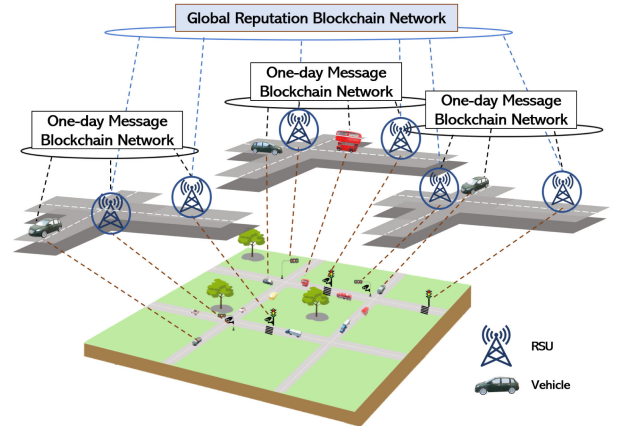 Global Reputation Blockchain Network
One-day Message
Blockchain Network
One-day Message
Blockchain Network
One-day Message
Blockchain Network
RSU
Vehicle